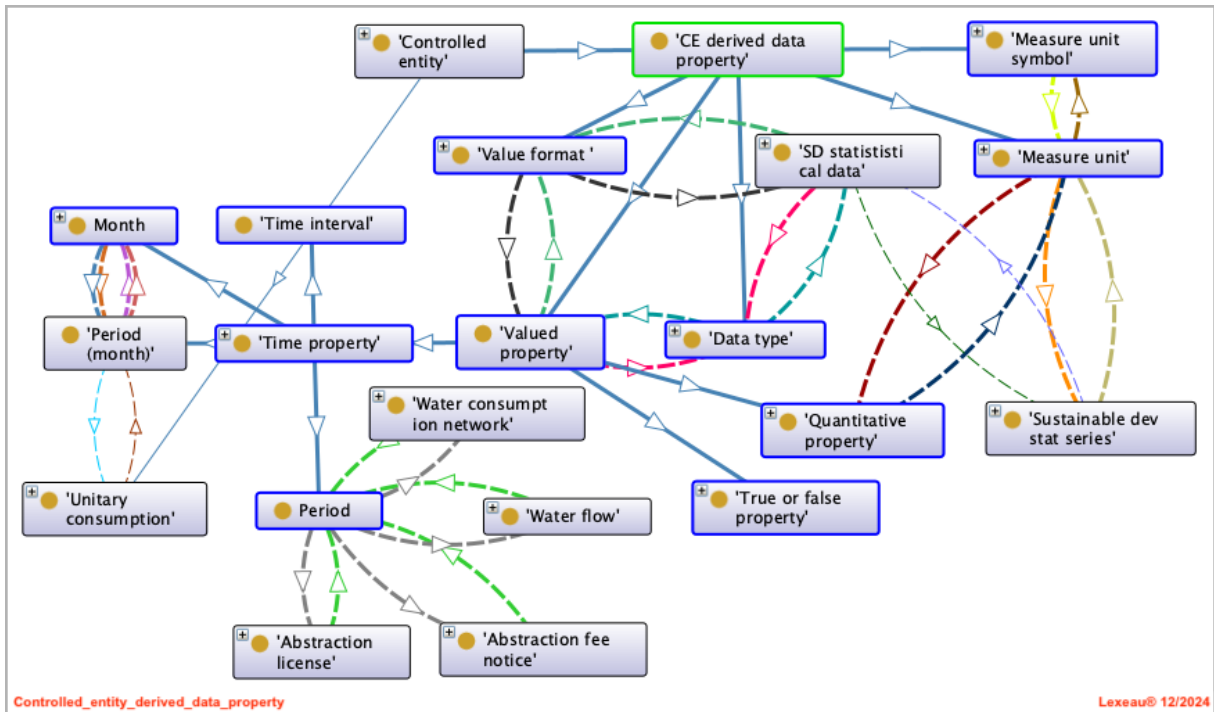 'Controlled
entity'
'CE derived data
property'
'Measure unit
symbol'
'Value format '
'SD statististi
cal data'
'Measure unit'
Month
'Time interval'
'Period
(month)'
'Time property'
'Valued
property'
'Data type'
'Water consumpt
ion network'
'Quantitative
property'
'Sustainable dev
stat series'
'Unitary
consumption'
Period
'Water flow'
'True or false
property'
'Abstraction
license'
'Abstraction fee
notice'
Controlled_entity_derived_data_property
Lexeau® 12/2024